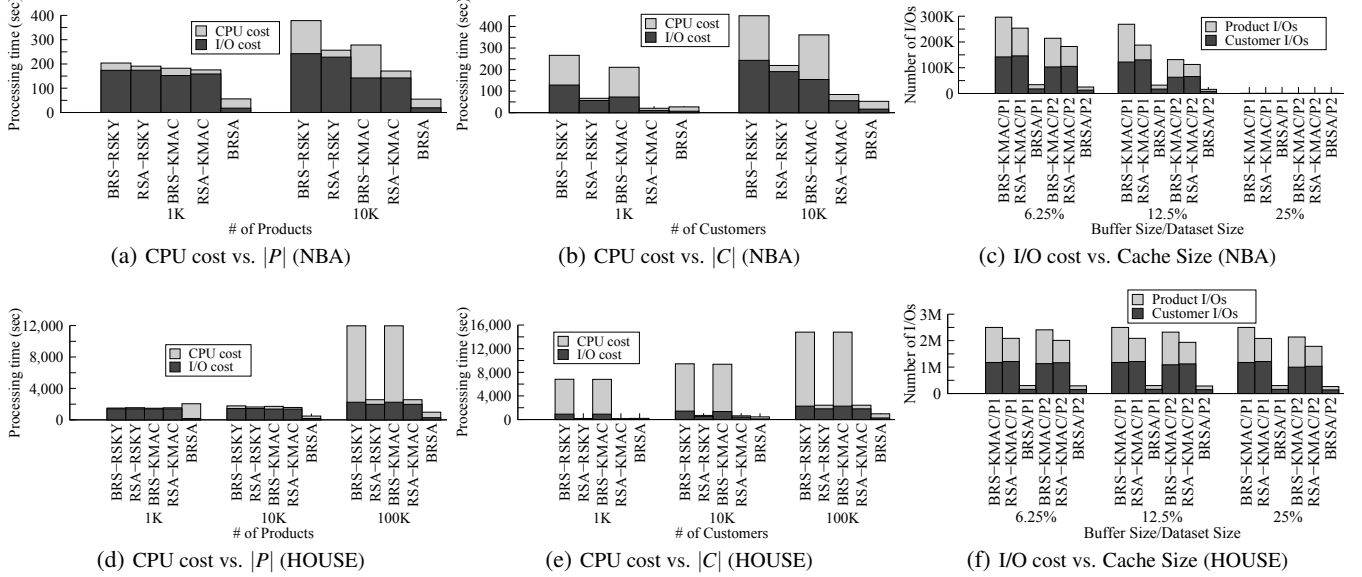 Processing time (sec)
400
300
200
100
0
CPU cost
I/O cost
BRS−RSKY
RSA−RSKY
BRS−KMAC
RSA−KMAC
BRSA
BRS−RSKY
RSA−RSKY
BRS−KMAC
RSA−KMAC
BRSA
1K
10K
# of Products
(a) CPU cost vs. |P| (NBA)
Processing time (sec)
400
300
200
100
0
CPU cost
I/O cost
BRS−RSKY
RSA−RSKY
BRS−KMAC
RSA−KMAC
BRSA
BRS−RSKY
RSA−RSKY
BRS−KMAC
RSA−KMAC
BRSA
1K
10K
# of Customers
(b) CPU cost vs. |C| (NBA)
Number of I/Os
300K
200K
100K
0
Product I/Os
Customer I/Os
BRS−KMAC/P1
RSA−KMAC/P1
BRSA/P1
BRS−KMAC/P2
RSA−KMAC/P2
BRSA/P2
BRS−KMAC/P1
RSA−KMAC/P1
BRSA/P1
BRS−KMAC/P2
RSA−KMAC/P2
BRSA/P2
BRS−KMAC/P1
RSA−KMAC/P1
BRSA/P1
BRS−KMAC/P2
RSA−KMAC/P2
BRSA/P2
6.25%
12.5%
25%
Buffer Size/Dataset Size
(c) I/O cost vs. Cache Size (NBA)
Processing time (sec)
12,000
8,000
4,000
0
CPU cost
I/O cost
BRS−RSKY
RSA−RSKY
BRS−KMAC
RSA−KMAC
BRSA
BRS−RSKY
RSA−RSKY
BRS−KMAC
RSA−KMAC
BRSA
BRS−RSKY
RSA−RSKY
BRS−KMAC
RSA−KMAC
BRSA
1K
10K
100K
# of Products
(d) CPU cost vs. |P| (HOUSE)
Processing time (sec)
16,000
12,000
8,000
4,000
0
CPU cost
I/O cost
BRS−RSKY
RSA−RSKY
BRS−KMAC
RSA−KMAC
BRSA
BRS−RSKY
RSA−RSKY
BRS−KMAC
RSA−KMAC
BRSA
BRS−RSKY
RSA−RSKY
BRS−KMAC
RSA−KMAC
BRSA
1K
10K
100K
# of Customers
(e) CPU cost vs. |C| (HOUSE)
Number of I/Os
3M
2M
1M
0
Product I/Os
Customer I/Os
BRS−KMAC/P1
RSA−KMAC/P1
BRSA/P1
BRS−KMAC/P2
RSA−KMAC/P2
BRSA/P2
BRS−KMAC/P1
RSA−KMAC/P1
BRSA/P1
BRS−KMAC/P2
RSA−KMAC/P2
BRSA/P2
BRS−KMAC/P1
RSA−KMAC/P1
BRSA/P1
BRS−KMAC/P2
RSA−KMAC/P2
BRSA/P2
6.25%
12.5%
25%
Buffer Size/Dataset Size
(f) I/O cost vs. Cache Size (HOUSE)